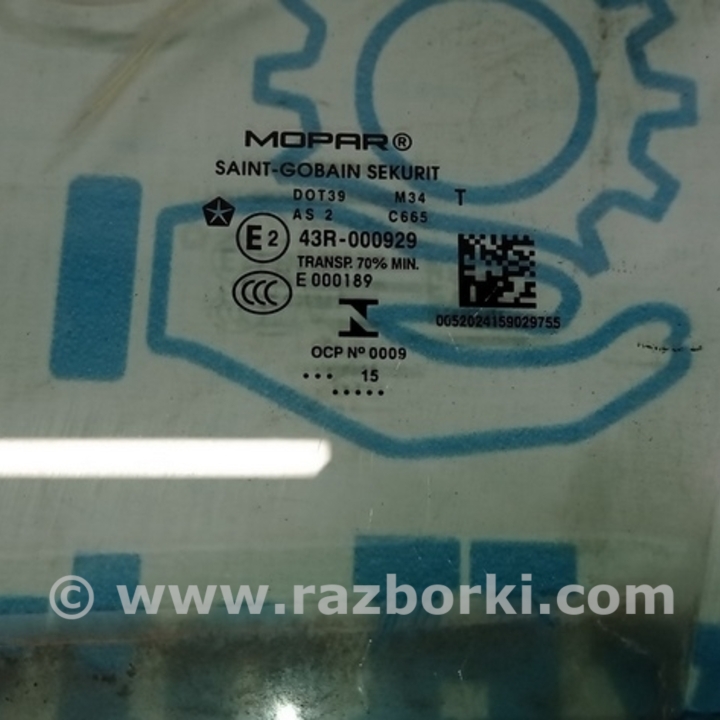 MOPAR®
SAINT-GOBAIN SEKURIT
DOT39 M34 T
AS 2 C665
E2 43R-000929
TRANSP. 70% MIN.
CCC E 000189
OCP Nº 0009
... 15
.....
0052024159029755
© www.razborki.com